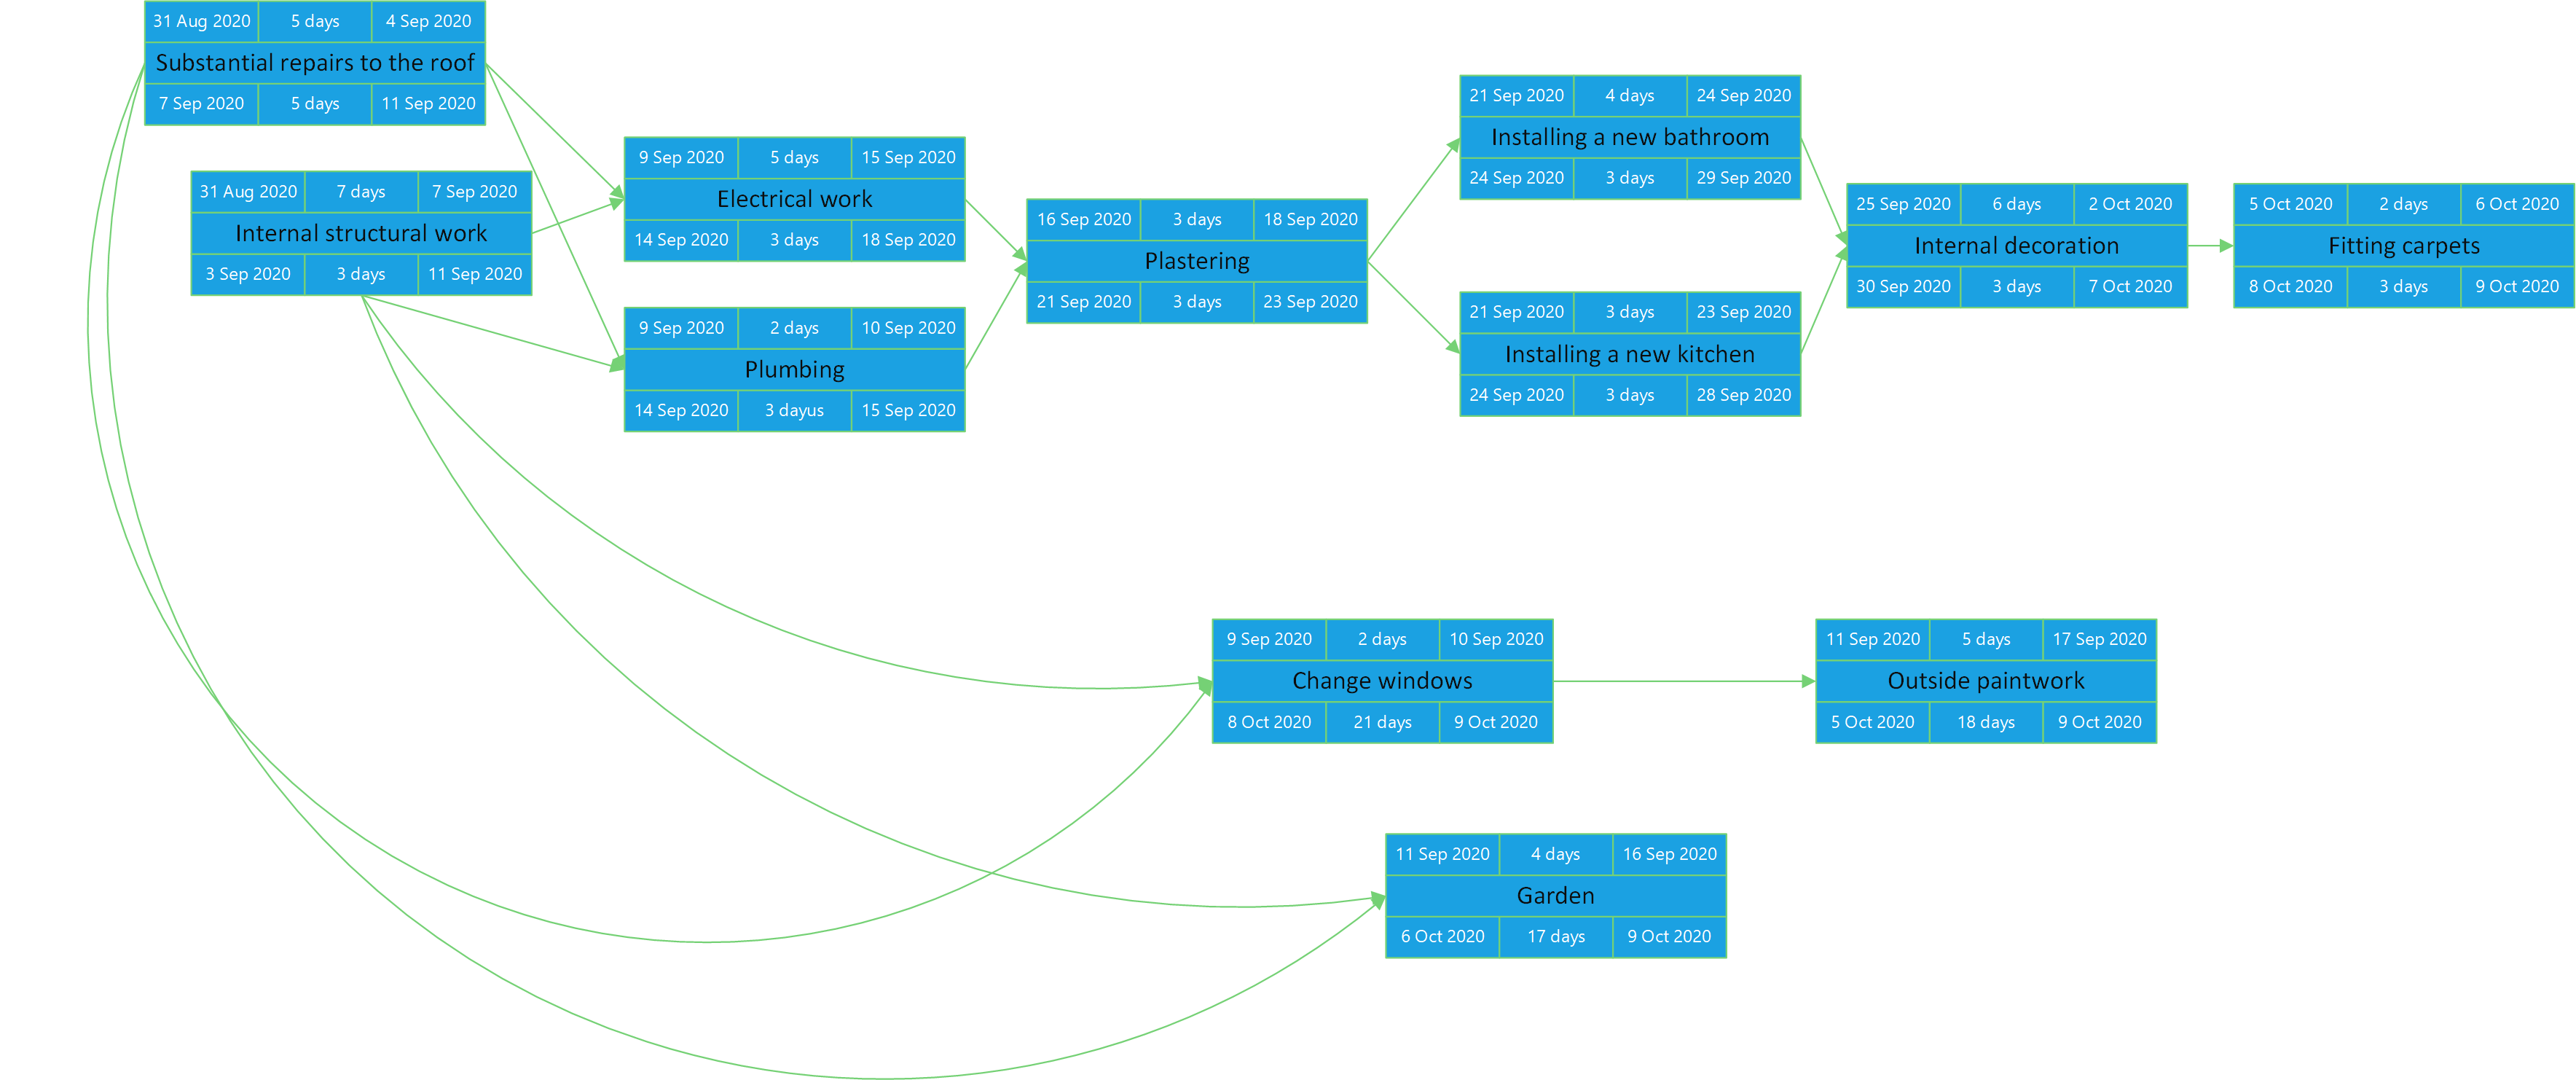 31 Aug 2020 5 days 4 Sep 2020
Substantial repairs to the roof
7 Sep 2020 5 days 11 Sep 2020
31 Aug 2020 7 days 7 Sep 2020
Internal structural work
3 Sep 2020 3 days 11 Sep 2020
9 Sep 2020 5 days 15 Sep 2020
Electrical work
14 Sep 2020 3 days 18 Sep 2020
9 Sep 2020 2 days 10 Sep 2020
Plumbing
14 Sep 2020 3 dayus 15 Sep 2020
16 Sep 2020 3 days 18 Sep 2020
Plastering
21 Sep 2020 3 days 23 Sep 2020
21 Sep 2020 4 days 24 Sep 2020
Installing a new bathroom
24 Sep 2020 3 days 29 Sep 2020
21 Sep 2020 3 days 23 Sep 2020
Installing a new kitchen
24 Sep 2020 3 days 28 Sep 2020
25 Sep 2020 6 days 2 Oct 2020
Internal decoration
30 Sep 2020 3 days 7 Oct 2020
5 Oct 2020 2 days 6 Oct 2020
Fitting carpets
8 Oct 2020 3 days 9 Oct 2020
9 Sep 2020 2 days 10 Sep 2020
Change windows
8 Oct 2020 21 days 9 Oct 2020
11 Sep 2020 5 days 17 Sep 2020
Outside paintwork
5 Oct 2020 18 days 9 Oct 2020
11 Sep 2020 4 days 16 Sep 2020
Garden
6 Oct 2020 17 days 9 Oct 2020